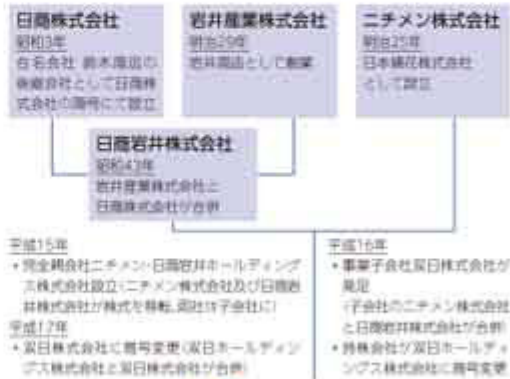 日商株式会社
昭和3年
合名会社 鈴木商店の
後継会社として日商株
式会社の商号にて設立
岩井産業株式会社
明治29年
岩井商店として創業
ニチメン株式会社
明治25年
日本綿花株式会社
として設立
日商岩井株式会社
昭和43年
岩井産業株式会社と
日商株式会社が合併
平成15年
・完全親会社ニチメン・日商岩井ホールディング
ス株式会社設立(ニチメン株式会社及び日商岩
井株式会社が株式を移転、両社は子会社に)
平成17年
・双日株式会社に商号変更(双日ホールディン
グス株式会社と双日株式会社が合併)
平成16年
・事業子会社双日株式会社が
発足
(子会社のニチメン株式会社
と日商岩井株式会社が合併)
・持株会社が双日ホールディ
ングス株式会社に商号変更